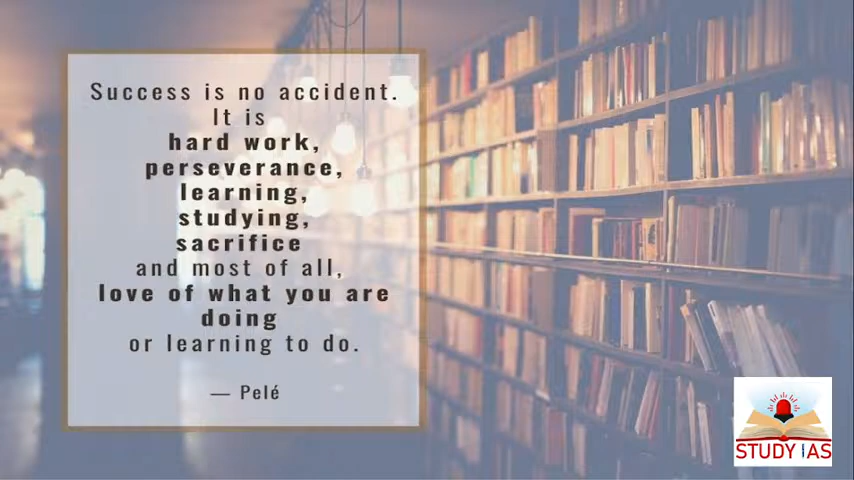 Success is no accident.
It is
hard work,
perseverance,
learning,
studying,
sacrifice
and most of all,
love of what you are
doing
or learning to do.
— Pelé
STUDY IAS